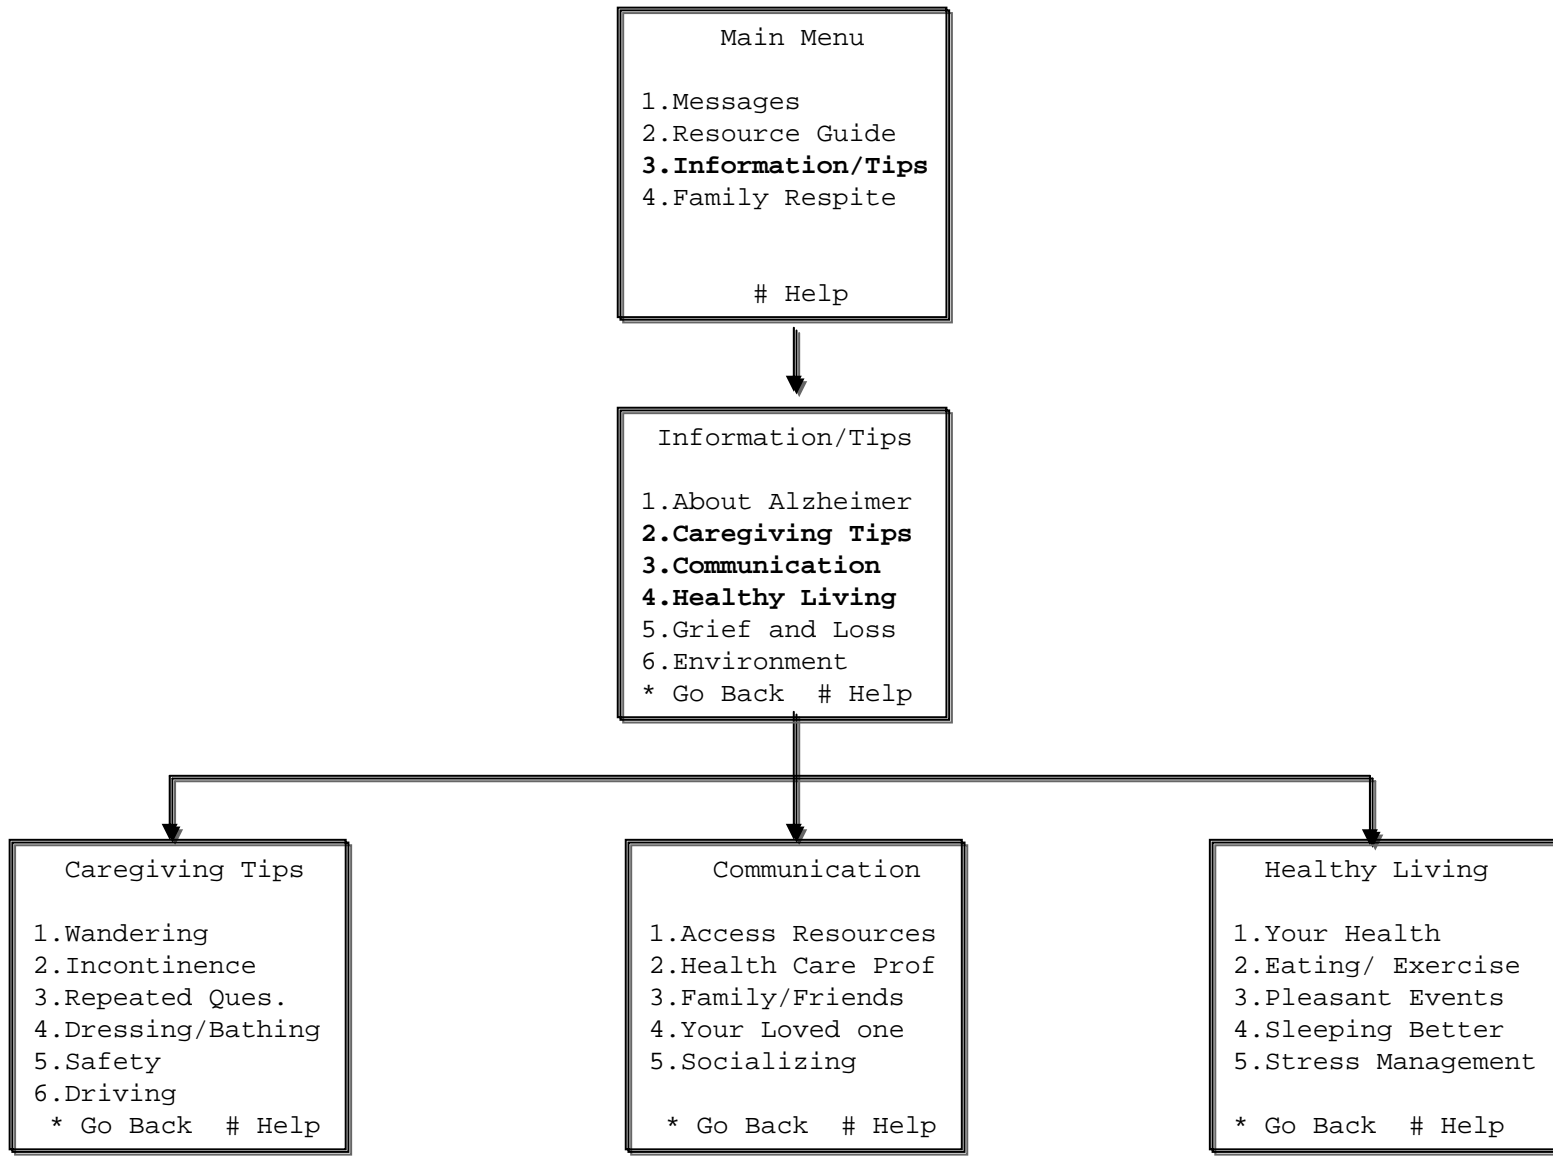 Main Menu
1.Messages
2.Resource Guide
3.Information/Tips
4.Family Respite
# Help
Information/Tips
1.About Alzheimer
2.Caregiving Tips
3.Communication
4.Healthy Living
5.Grief and Loss
6.Environment
* Go Back  # Help
Caregiving Tips
1.Wandering
2.Incontinence
3.Repeated Ques.
4.Dressing/Bathing
5.Safety
6.Driving
* Go Back  # Help
Communication
1.Access Resources
2.Health Care Prof
3.Family/Friends
4.Your Loved one
5.Socializing
* Go Back  # Help
Healthy Living
1.Your Health
2.Eating/ Exercise
3.Pleasant Events
4.Sleeping Better
5.Stress Management
* Go Back  # Help